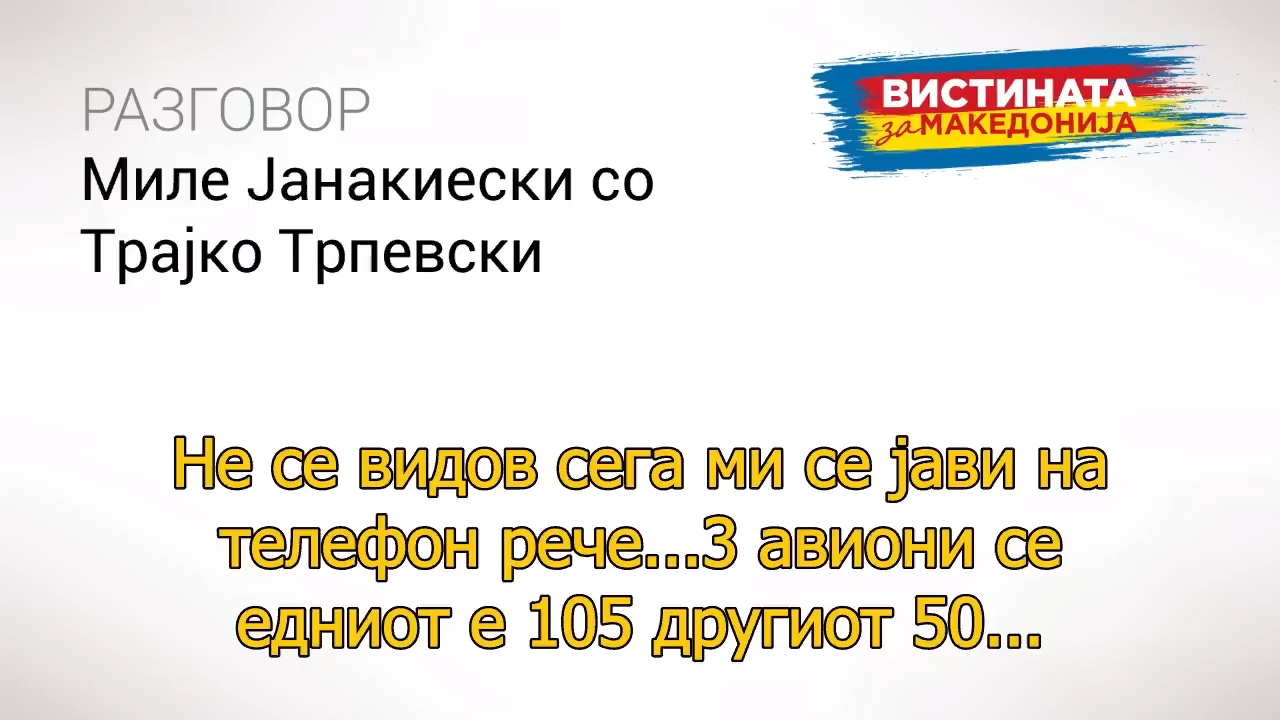 РАЗГОВОР
Миле Јанакиески со
Трајко Трпевски
ВИСТИНАТА
за МАКЕДОНИЈА
Не се видов сега ми се јави на
телефон рече...3 авиони се
едниот е 105 другиот 50...